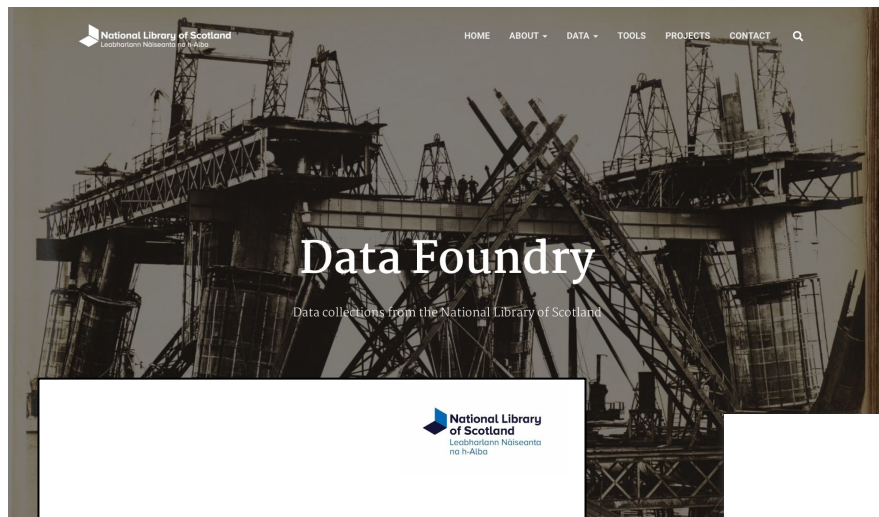 National Library of Scotland
Leabharlann Nàiseanta na h-Alba
HOME ABOUT DATA TOOLS PROJECTS CONTACT
Data Foundry
Data collections from the National Library of Scotland
National Library
of Scotland
Leabharlann Nàiseanta
na h-Alba